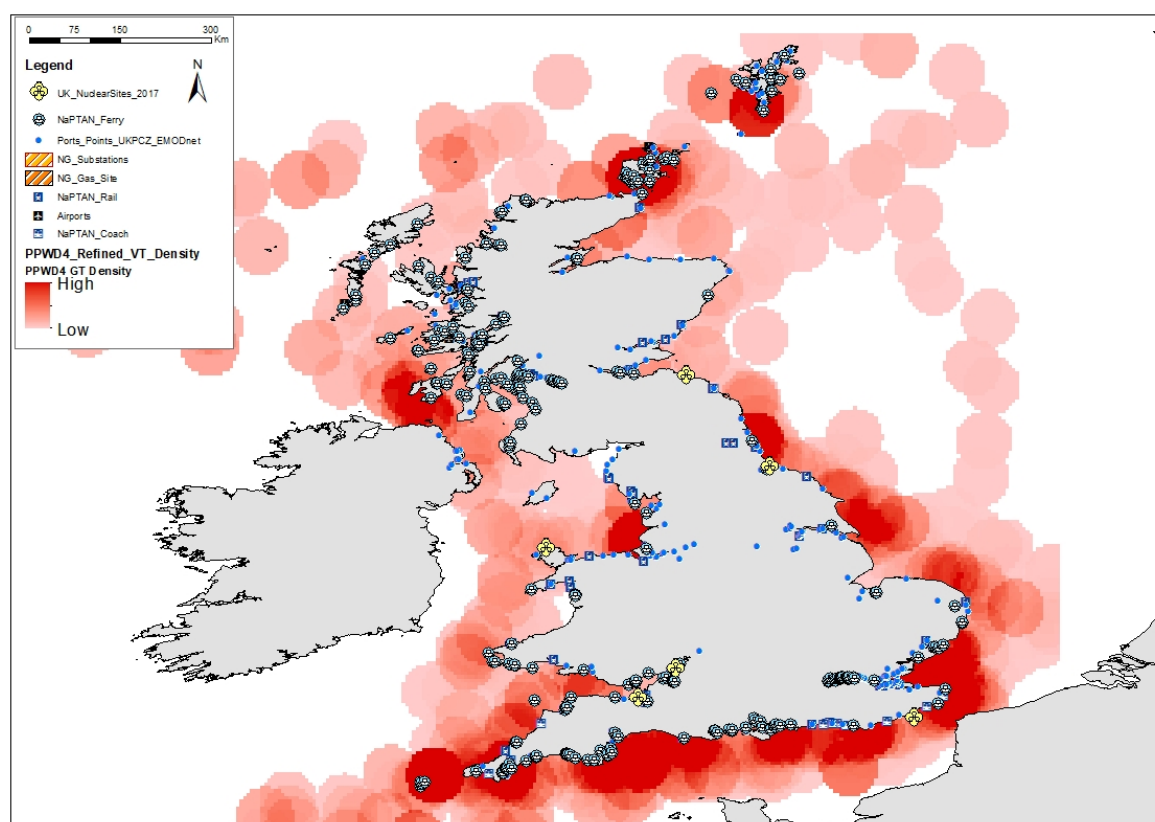 0 75 150 300
Km
Legend
N
UK_NuclearSites_2017
NaPTAN_Ferry
Ports_Points_UKPCZ_EMODnet
NG_Substations
NG_Gas_Site
NaPTAN_Rail
Airports
NaPTAN_Coach
PPWD4_Refined_VT_Density
PPWD4 GT Density
High
Low